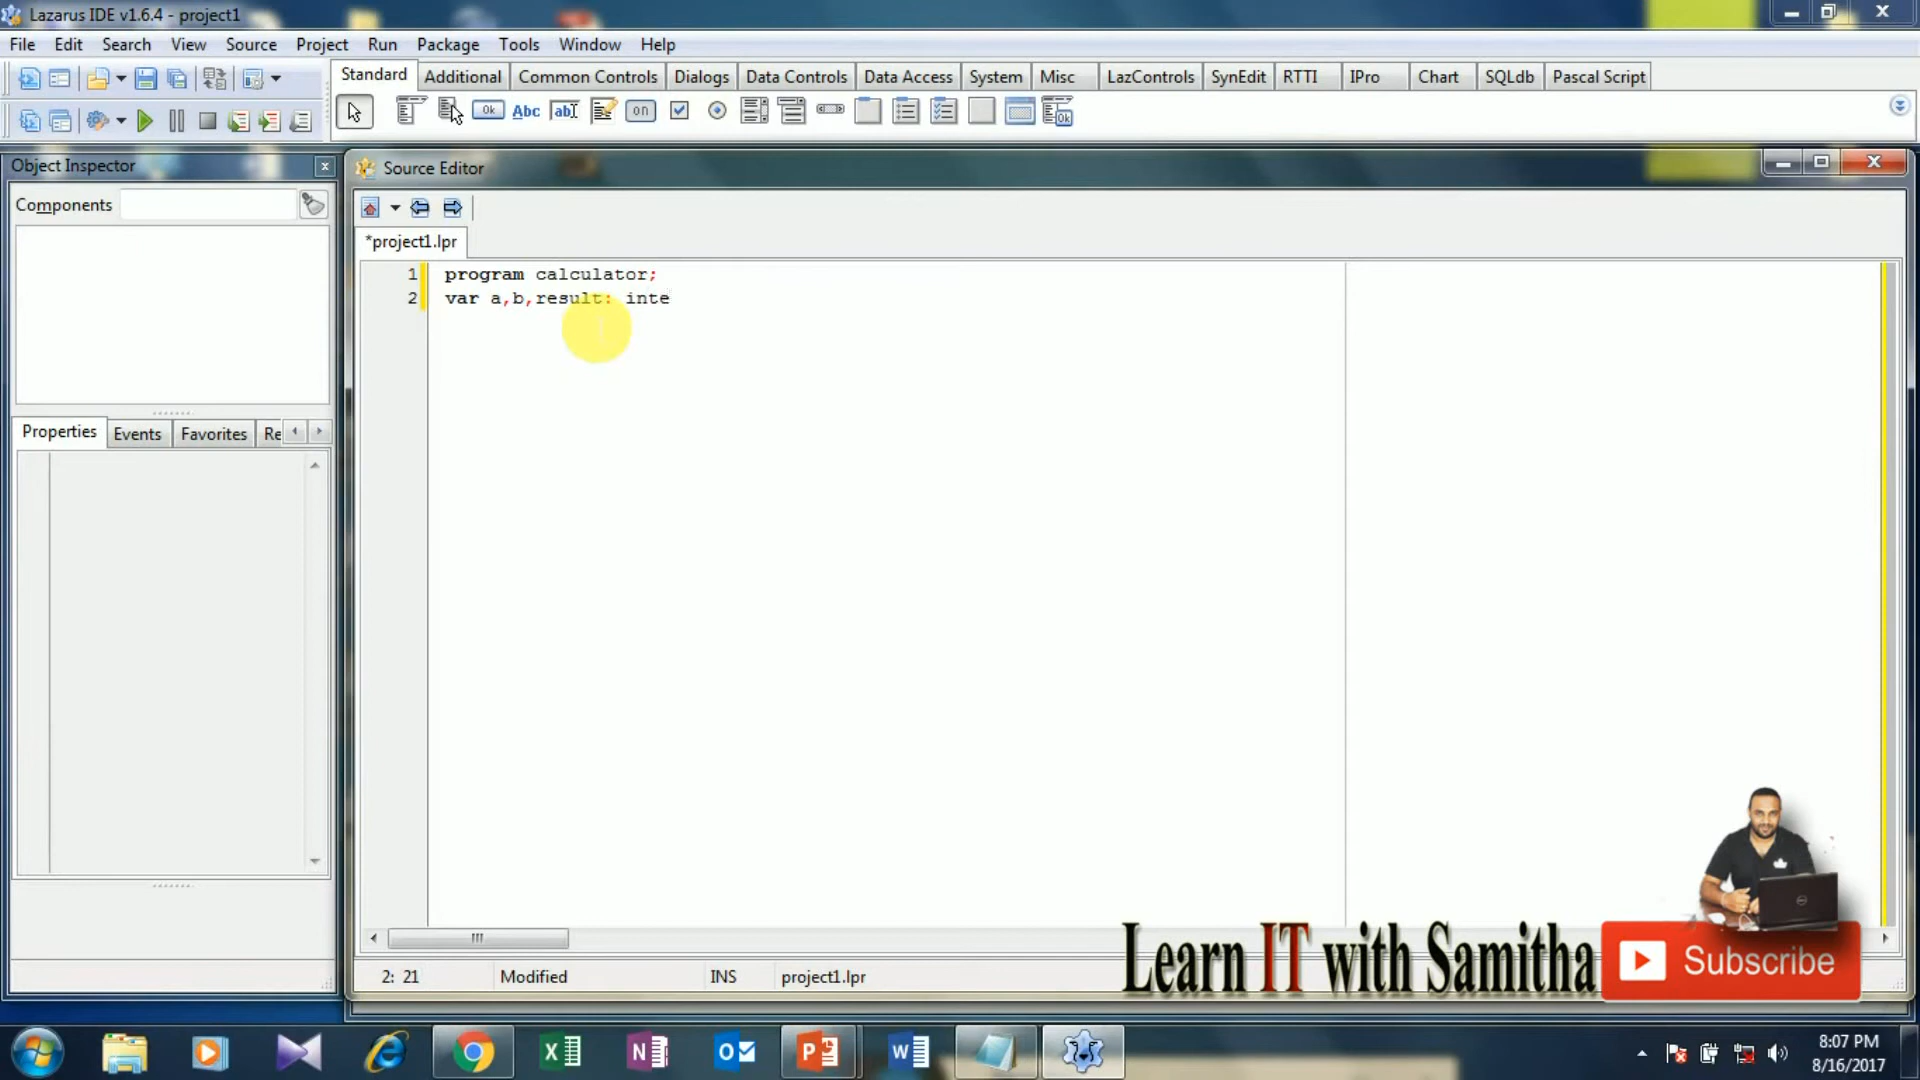 Lazarus IDE v1.6.4 - project1
File Edit Search View Source Project Run Package Tools Window Help
Standard Additional Common Controls Dialogs Data Controls Data Access System Misc LazControls SynEdit RTTI IPro Chart SQLdb Pascal Script
Ok Abc abI on Ok
Object Inspector
Source Editor
Components
*project1.lpr
1 program calculator;
2 var a,b,result: inte
Properties Events Favorites Re
Learn IT with Samitha
Subscribe
2: 21 Modified INS project1.lpr
8:07 PM
8/16/2017